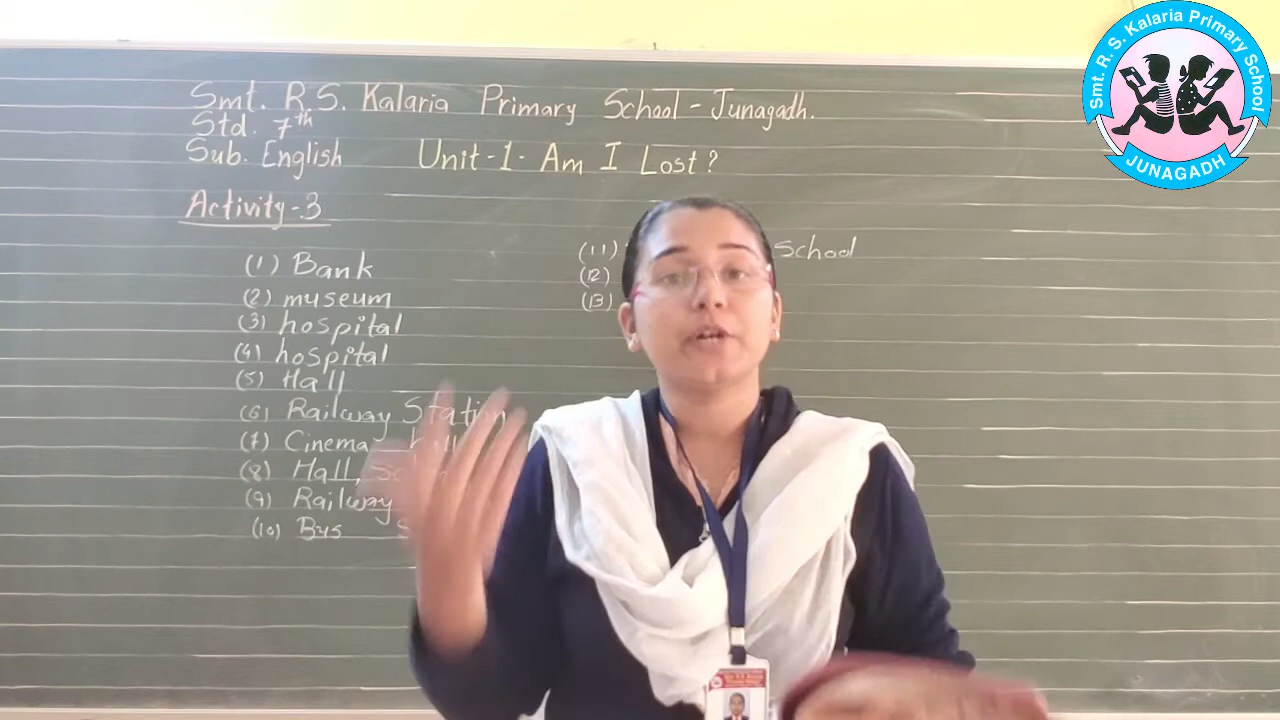 Smt. R. S. Kalaria Primary School
JUNAGADH
Smt. R.S. Kalaria Primary School - Junagadh.
Std. 7th
Sub. English Unit-1- Am I Lost?
Activity-3
(1) Bank
(2) museum
(3) hospital
(4) hospital
(5) Hall
(6) Railway Station
(7) Cinema
(8) Hall,
(9) Railway
(10) Bus
(11) School
(12)
(13)